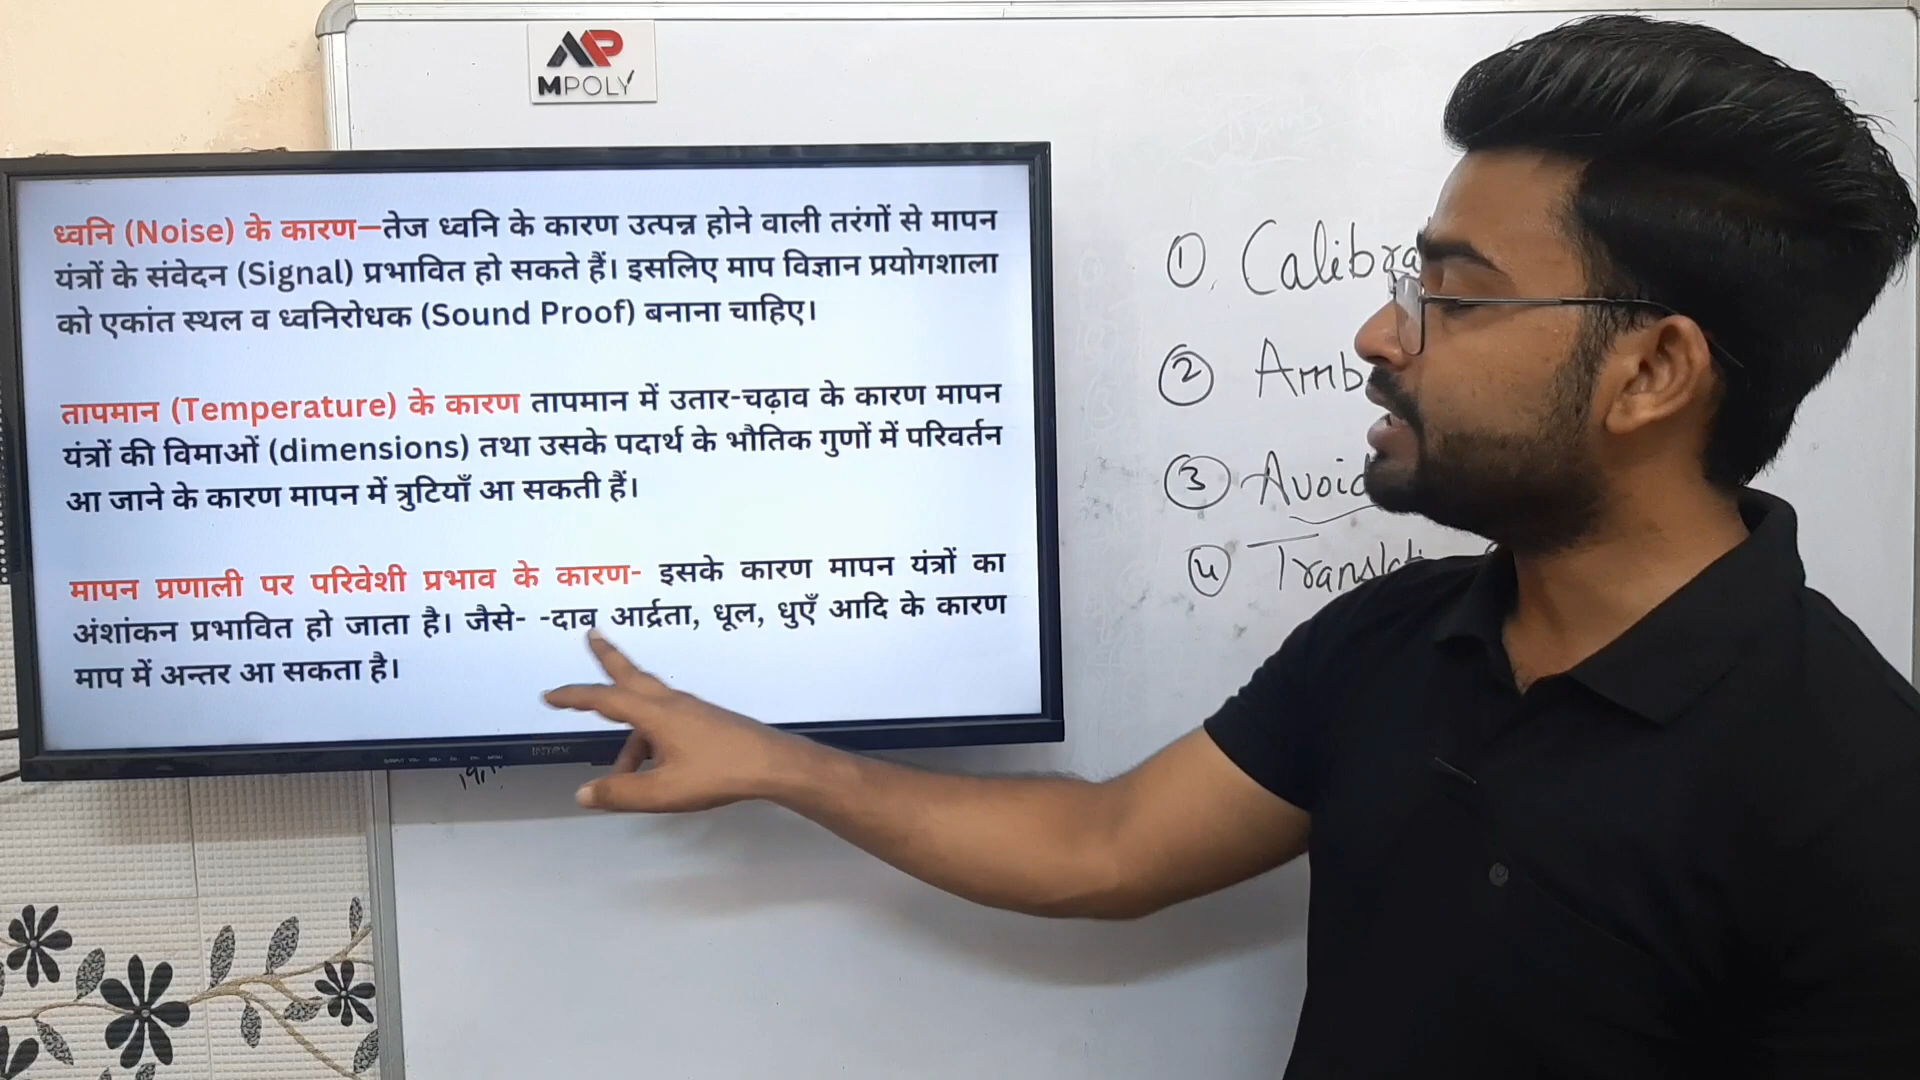 AP
MPOLY
ध्वनि (Noise) के कारण—तेज ध्वनि के कारण उत्पन्न होने वाली तरंगों से मापन
यंत्रों के संवेदन (Signal) प्रभावित हो सकते हैं। इसलिए माप विज्ञान प्रयोगशाला
को एकांत स्थल व ध्वनिरोधक (Sound Proof) बनाना चाहिए।
तापमान (Temperature) के कारण तापमान में उतार-चढ़ाव के कारण मापन
यंत्रों की विमाओं (dimensions) तथा उसके पदार्थ के भौतिक गुणों में परिवर्तन
आ जाने के कारण मापन में त्रुटियाँ आ सकती हैं।
मापन प्रणाली पर परिवेशी प्रभाव के कारण- इसके कारण मापन यंत्रों का
अंशांकन प्रभावित हो जाता है। जैसे- -दाब आर्द्रता, धूल, धुएँ आदि के कारण
माप में अन्तर आ सकता है।
INTEX
① Calibra
② Amb
③ Avoid
④ Translati